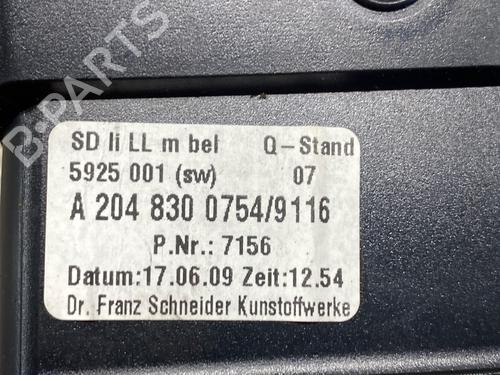 B-PARTS
SD li LL m bel Q-Stand
5925 001 (sw) 07
A 204 830 0754/9116
P.Nr.: 7156
Datum:17.06.09 Zeit:12.54
Dr. Franz Schneider Kunstoffwerke